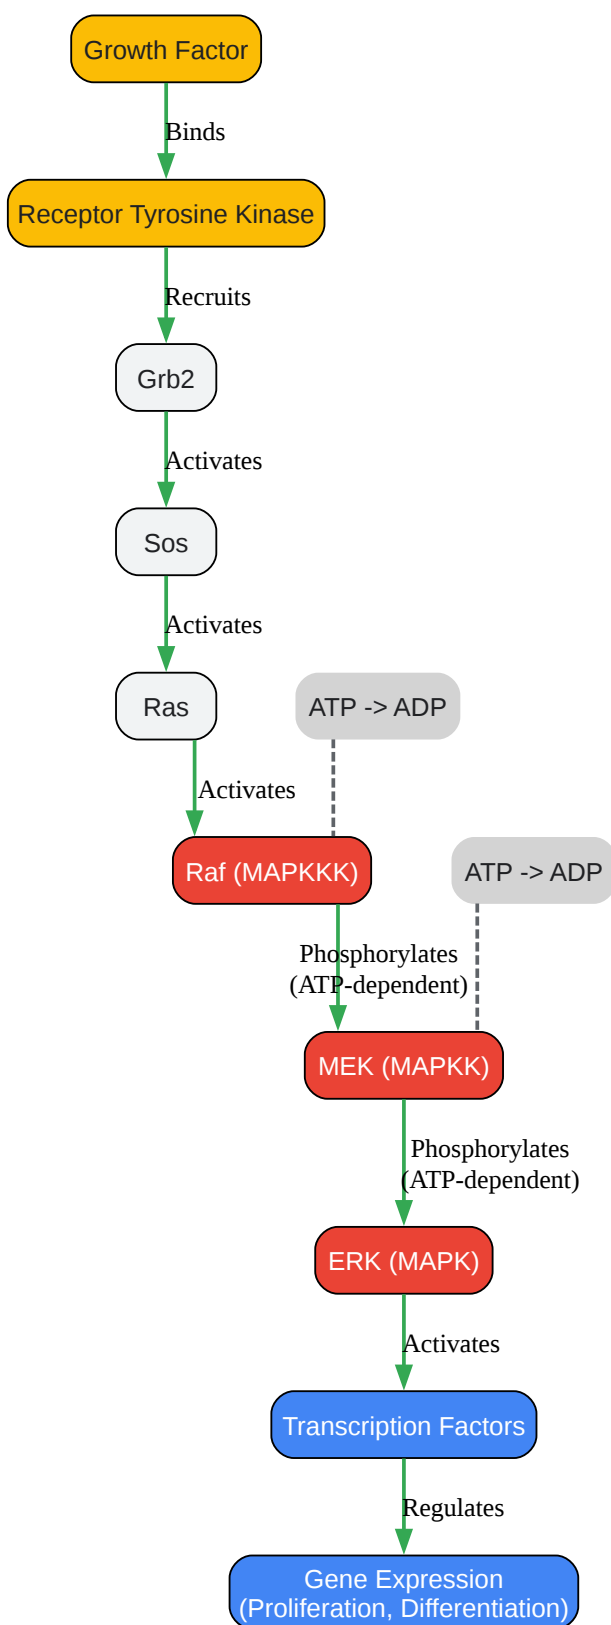 Growth Factor
Binds
Receptor Tyrosine Kinase
Recruits
Grb2
Activates
Sos
Activates
Ras
ATP -> ADP
Activates
Raf (MAPKKK)
ATP -> ADP
Phosphorylates
(ATP-dependent)
MEK (MAPKK)
Phosphorylates
(ATP-dependent)
ERK (MAPK)
Activates
Transcription Factors
Regulates
Gene Expression
(Proliferation, Differentiation)